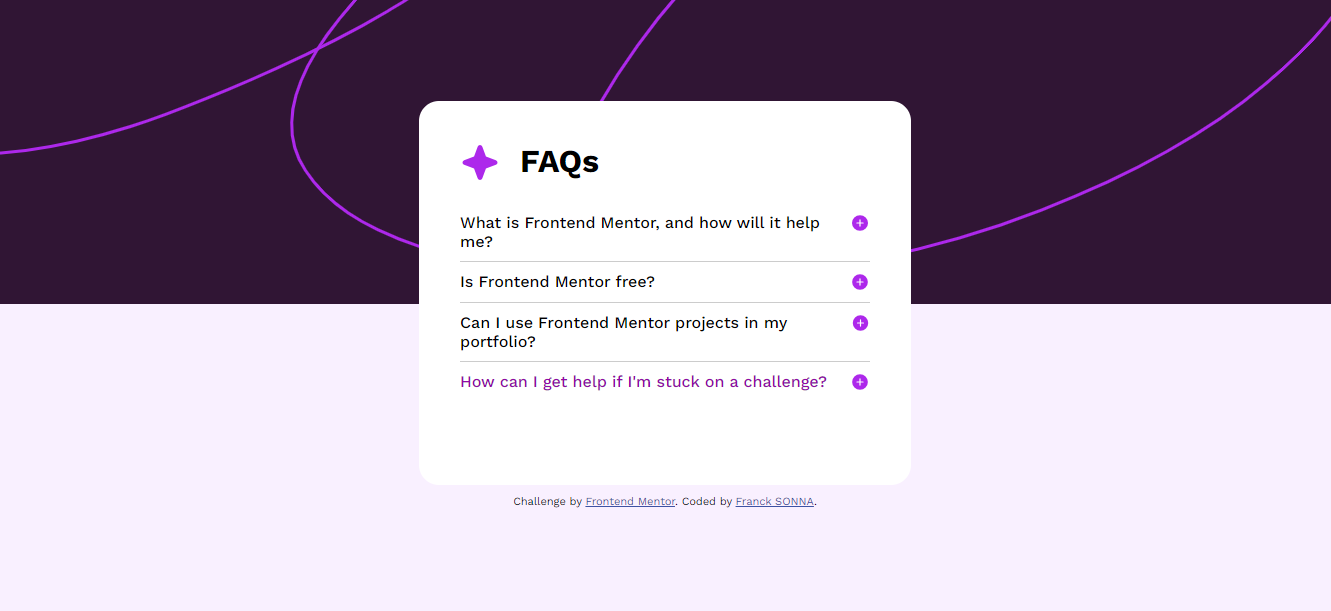 FAQs
What is Frontend Mentor, and how will it help
me?
Is Frontend Mentor free?
Can I use Frontend Mentor projects in my
portfolio?
How can I get help if I'm stuck on a challenge?
Challenge by Frontend Mentor. Coded by Franck SONNA.